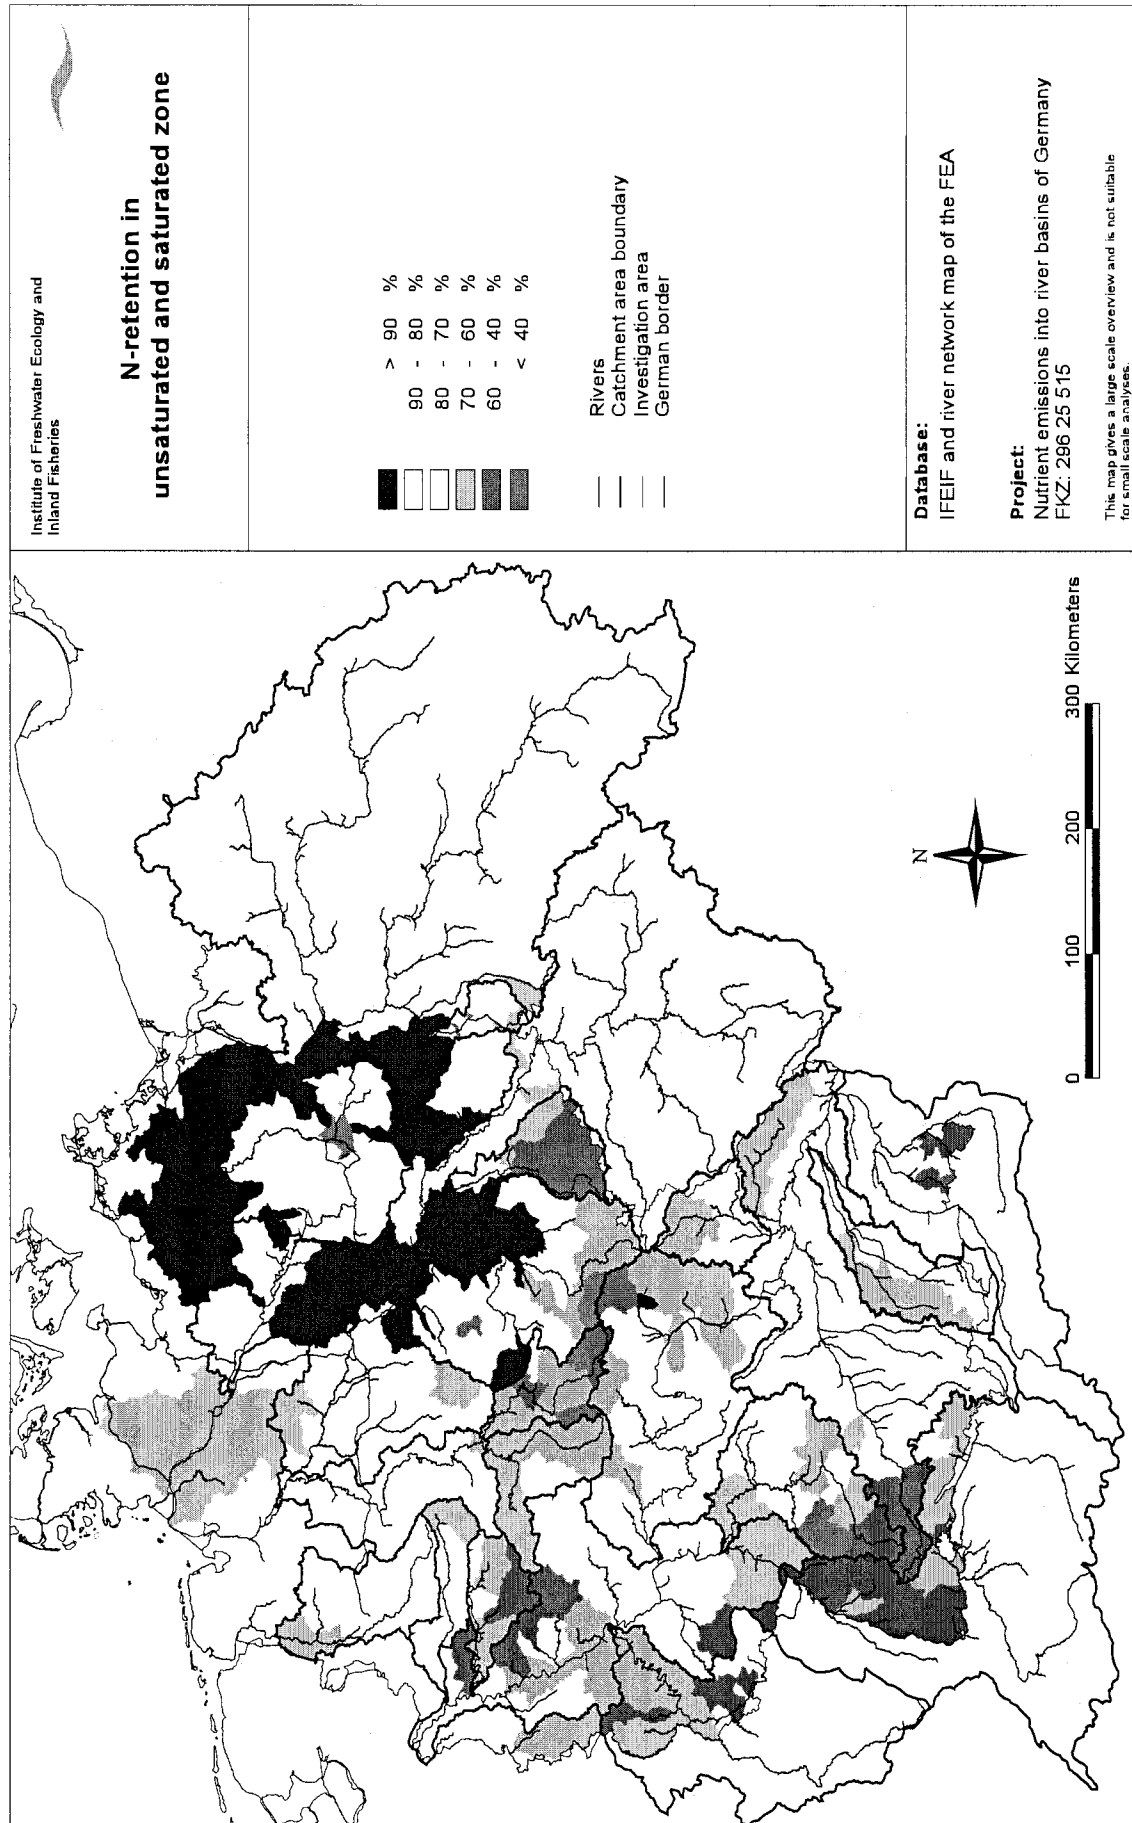 Institute of Freshwater Ecology and
Inland Fisheries
N-retention in
unsaturated and saturated zone
> 90 %
90 - 80 %
80 - 70 %
70 - 60 %
60 - 40 %
< 40 %
Rivers
Catchment area boundary
Investigation area
German border
Database:
IFEIF and river network map of the FEA
Project:
Nutrient emissions into river basins of Germany
FKZ: 296 25 515
This map gives a large scale overview and is not suitable
for small scale analyses.
N
0 100 200 300 Kilometers